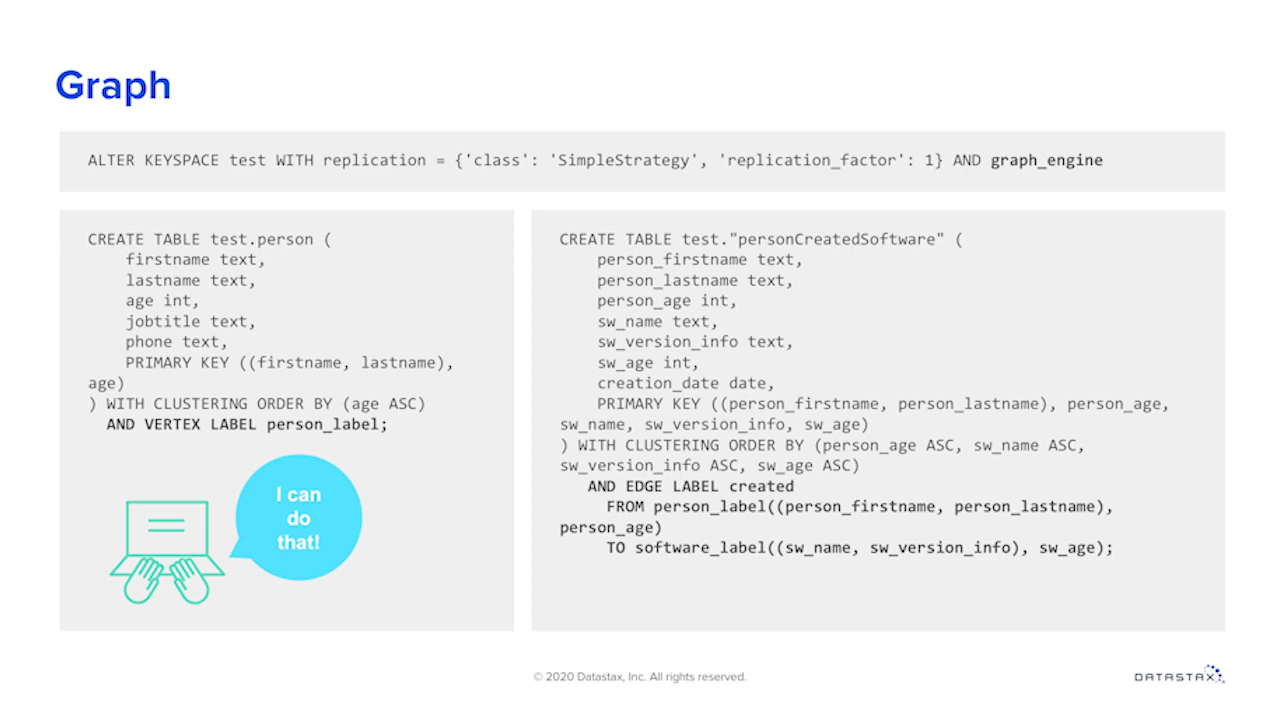 Graph
ALTER KEYSPACE test WITH replication = {'class': 'SimpleStrategy', 'replication_factor': 1} AND graph_engine
CREATE TABLE test.person (
firstname text,
lastname text,
age int,
jobtitle text,
phone text,
PRIMARY KEY ((firstname, lastname),
age)
) WITH CLUSTERING ORDER BY (age ASC)
AND VERTEX LABEL person_label;
I can
do
that!
CREATE TABLE test."personCreatedSoftware" (
person_firstname text,
person_lastname text,
person_age int,
sw_name text,
sw_version_info text,
sw_age int,
creation_date date,
PRIMARY KEY ((person_firstname, person_lastname), person_age,
sw_name, sw_version_info, sw_age)
) WITH CLUSTERING ORDER BY (person_age ASC, sw_name ASC,
sw_version_info ASC, sw_age ASC)
AND EDGE LABEL created
FROM person_label((person_firstname, person_lastname),
person_age)
TO software_label((sw_name, sw_version_info), sw_age);
© 2020 Datastax, Inc. All rights reserved.
DATASTAX